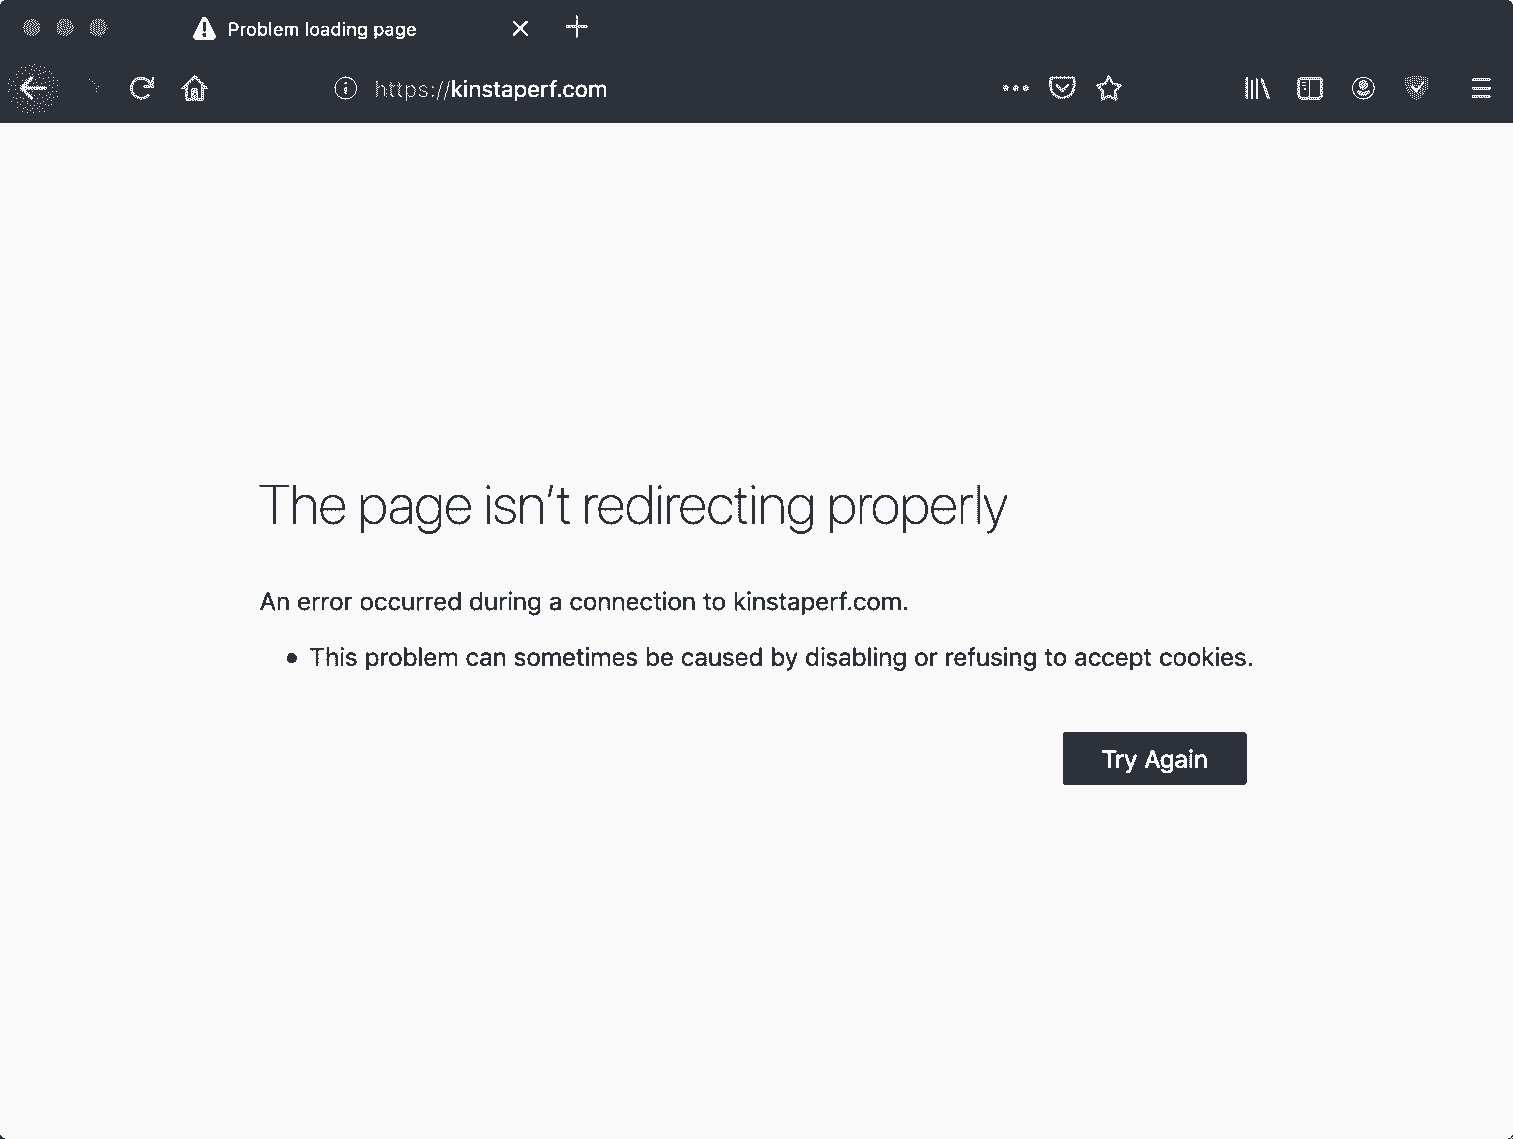 Problem loading page
https://kinstaperf.com
The page isn’t redirecting properly
An error occurred during a connection to kinstaperf.com.
• This problem can sometimes be caused by disabling or refusing to accept cookies.
Try Again